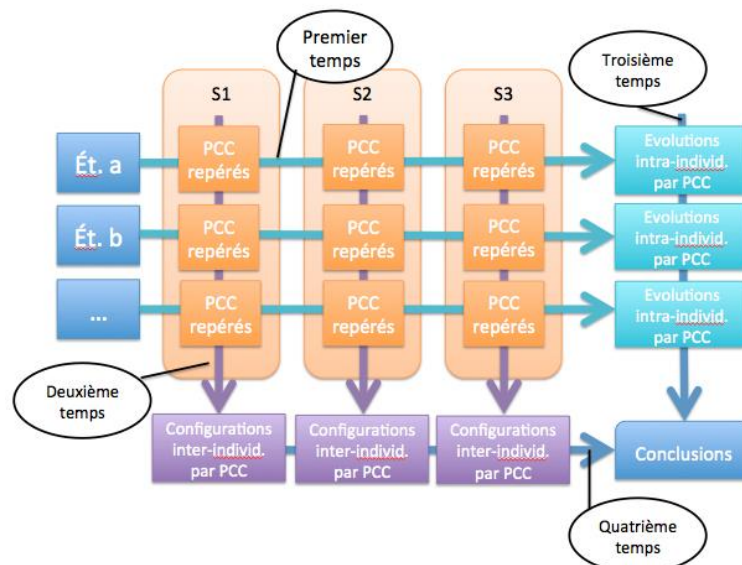 Premier
temps
Troisième
temps
S1
S2
S3
Ét. a
PCC
repérés
PCC
repérés
PCC
repérés
Evolutions
intra-individ.
par PCC
Ét. b
PCC
repérés
PCC
repérés
PCC
repérés
Evolutions
intra-individ.
par PCC
...
PCC
repérés
PCC
repérés
PCC
repérés
Evolutions
intra-individ.
par PCC
Deuxième
temps
Configurations
inter-individ.
par PCC
Configurations
inter-individ.
par PCC
Configurations
inter-individ.
par PCC
Conclusions
Quatrième
temps